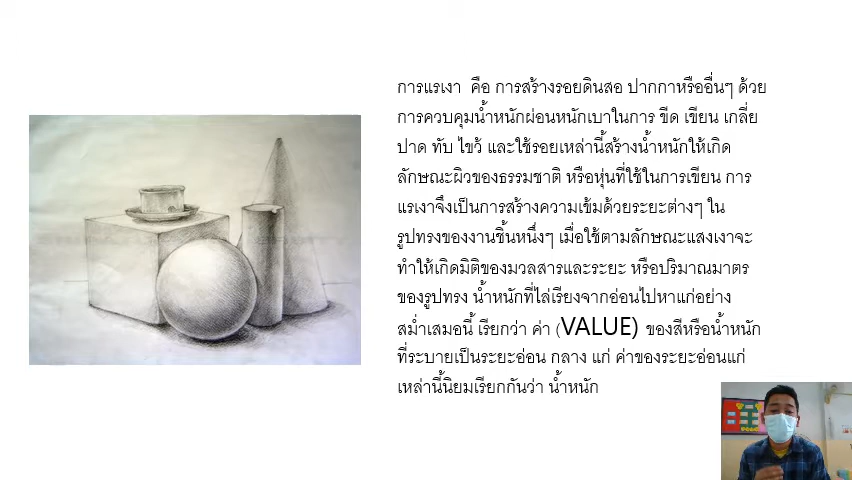 การแรเงา คือ การสร้างรอยดินสอ ปากกาหรืออื่นๆ ด้วย
การควบคุมน้ำหนักผ่อนหนักเบาในการ ขีด เขียน เกลี่ย
ปาด ทับ ไขว้ และใช้รอยเหล่านี้สร้างน้ำหนักให้เกิด
ลักษณะผิวของธรรมชาติ หรือหุ่นที่ใช้ในการเขียน การ
แรเงาจึงเป็นการสร้างความเข้มด้วยระยะต่างๆ ใน
รูปทรงของงานชิ้นหนึ่งๆ เมื่อใช้ตามลักษณะแสงเงาจะ
ทำให้เกิดมิติของมวลสารและระยะ หรือปริมาณมาตร
ของรูปทรง น้ำหนักที่ไล่เรียงจากอ่อนไปหาแก่อย่าง
สม่ำเสมอนี้ เรียกว่า ค่า (VALUE) ของสีหรือน้ำหนัก
ที่ระบายเป็นระยะอ่อน กลาง แก่ ค่าของระยะอ่อนแก่
เหล่านี้นิยมเรียกกันว่า น้ำหนัก